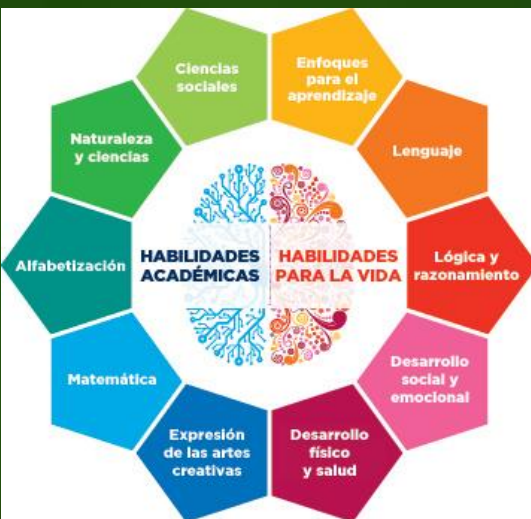 Ciencias
sociales
Enfoques
para el
aprendizaje
Naturaleza
y ciencias
Lenguaje
Alfabetización
HABILIDADES
ACADÉMICAS
HABILIDADES
PARA LA VIDA
Lógica y
razonamiento
Matemática
Desarrollo
social y
emocional
Expresión
de las artes
creativas
Desarrollo
físico
y salud